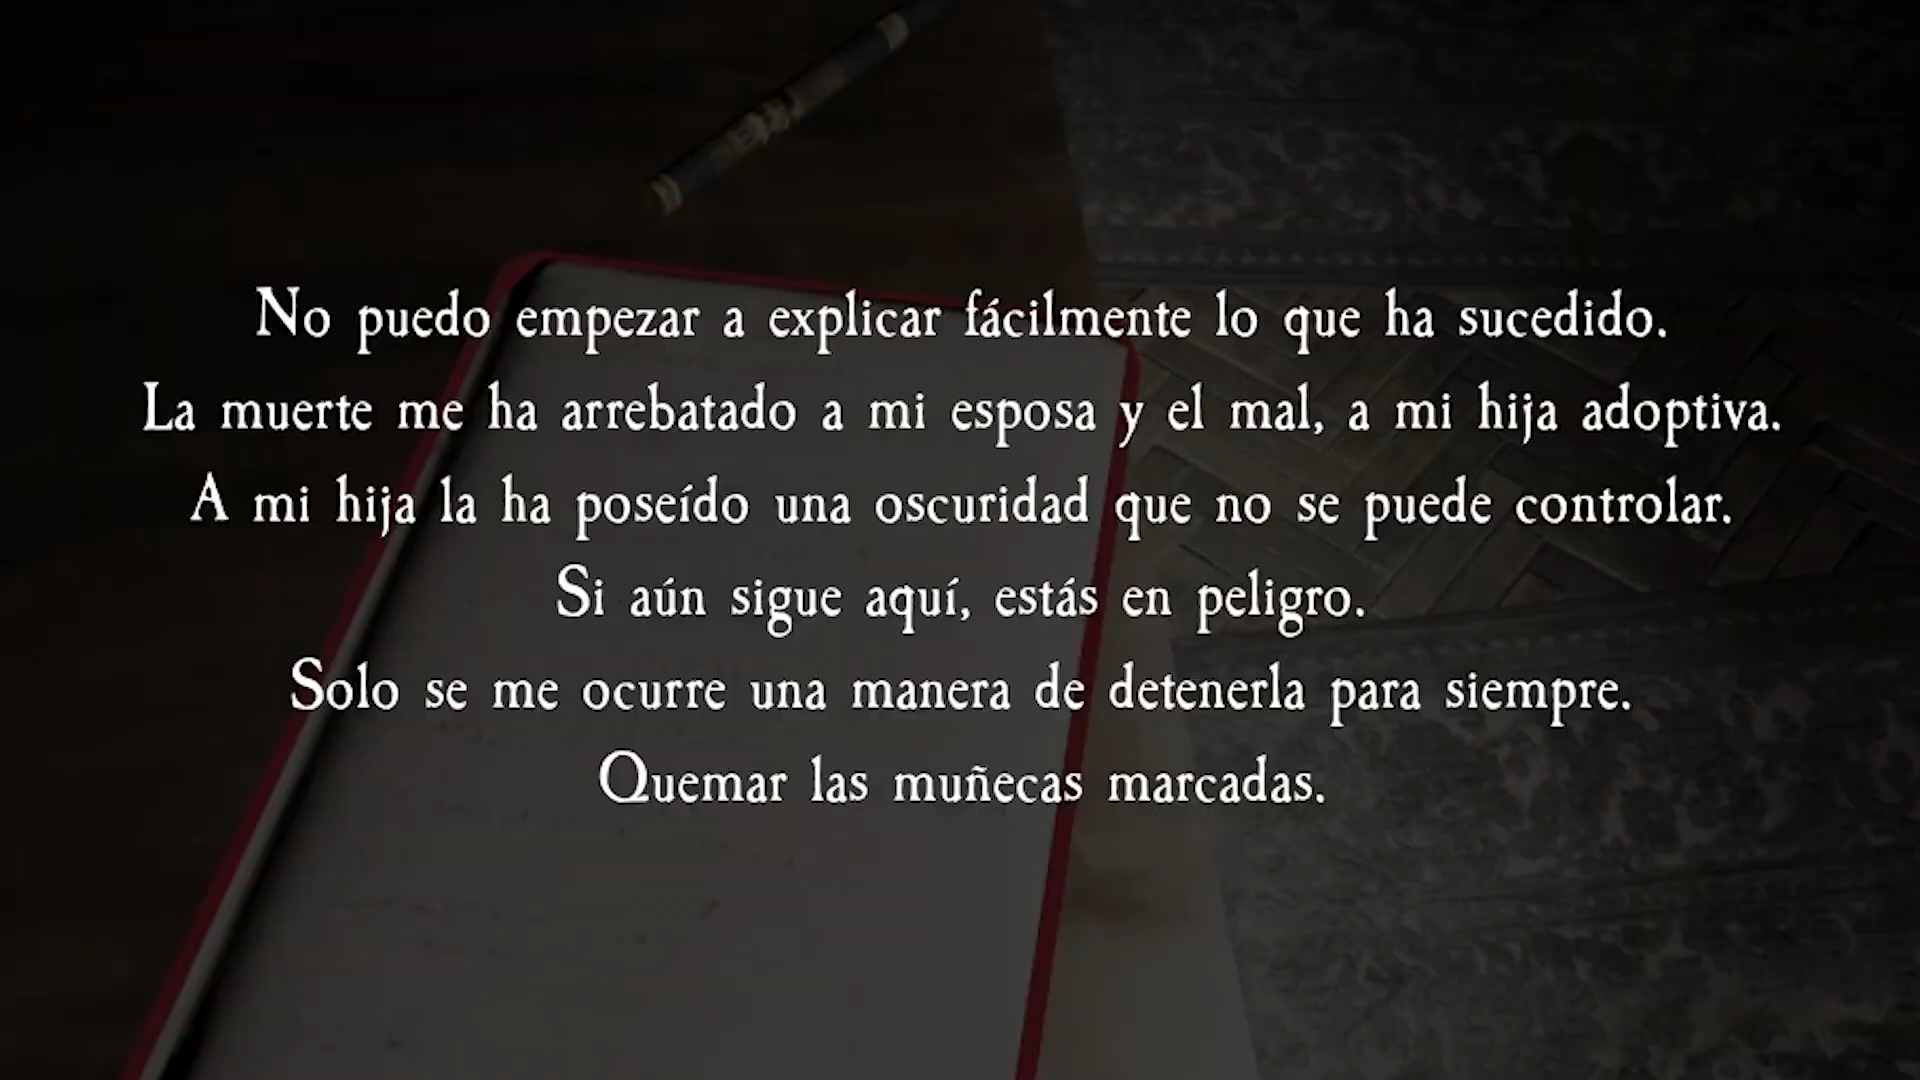 No puedo empezar a explicar fácilmente lo que ha sucedido.
La muerte me ha arrebatado a mi esposa y el mal, a mi hija adoptiva.
A mi hija la ha poseído una oscuridad que no se puede controlar.
Si aún sigue aquí, estás en peligro.
Solo se me ocurre una manera de detenerla para siempre.
Quemar las muñecas marcadas.